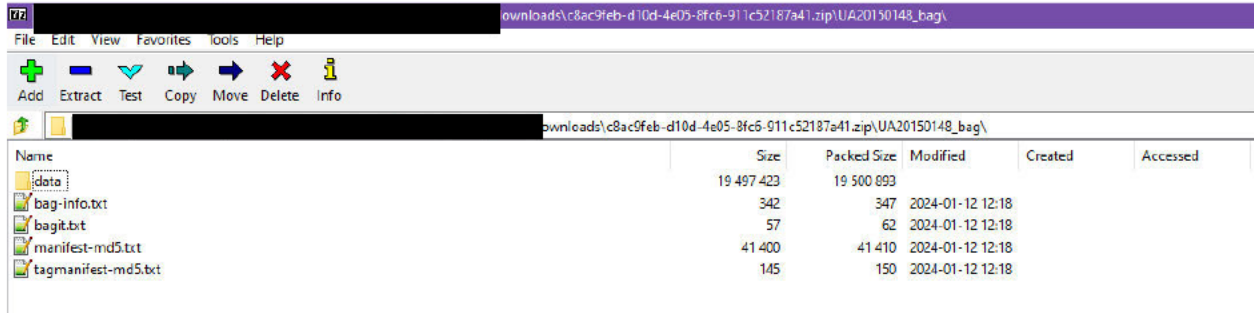 7z ownloads\c8ac9feb-d10d-4e05-8fc6-911c52187a41.zip\UA20150148_bag\
File Edit View Favorites Tools Help
Add Extract Test Copy Move Delete Info
ownloads\c8ac9feb-d10d-4e05-8fc6-911c52187a41.zip\UA20150148_bag\
Name Size Packed Size Modified Created Accessed
data 19 497 423 19 500 893
bag-info.txt 342 347 2024-01-12 12:18
bagit.txt 57 62 2024-01-12 12:18
manifest-md5.txt 41 400 41 410 2024-01-12 12:18
tagmanifest-md5.txt 145 150 2024-01-12 12:18